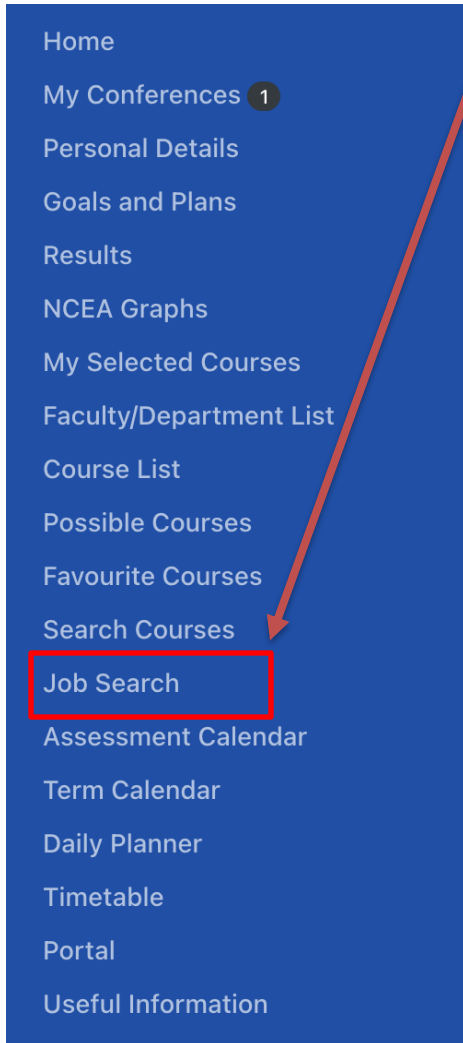 Home
My Conferences 1
Personal Details
Goals and Plans
Results
NCEA Graphs
My Selected Courses
Faculty/Department List
Course List
Possible Courses
Favourite Courses
Search Courses
Job Search
Assessment Calendar
Term Calendar
Daily Planner
Timetable
Portal
Useful Information